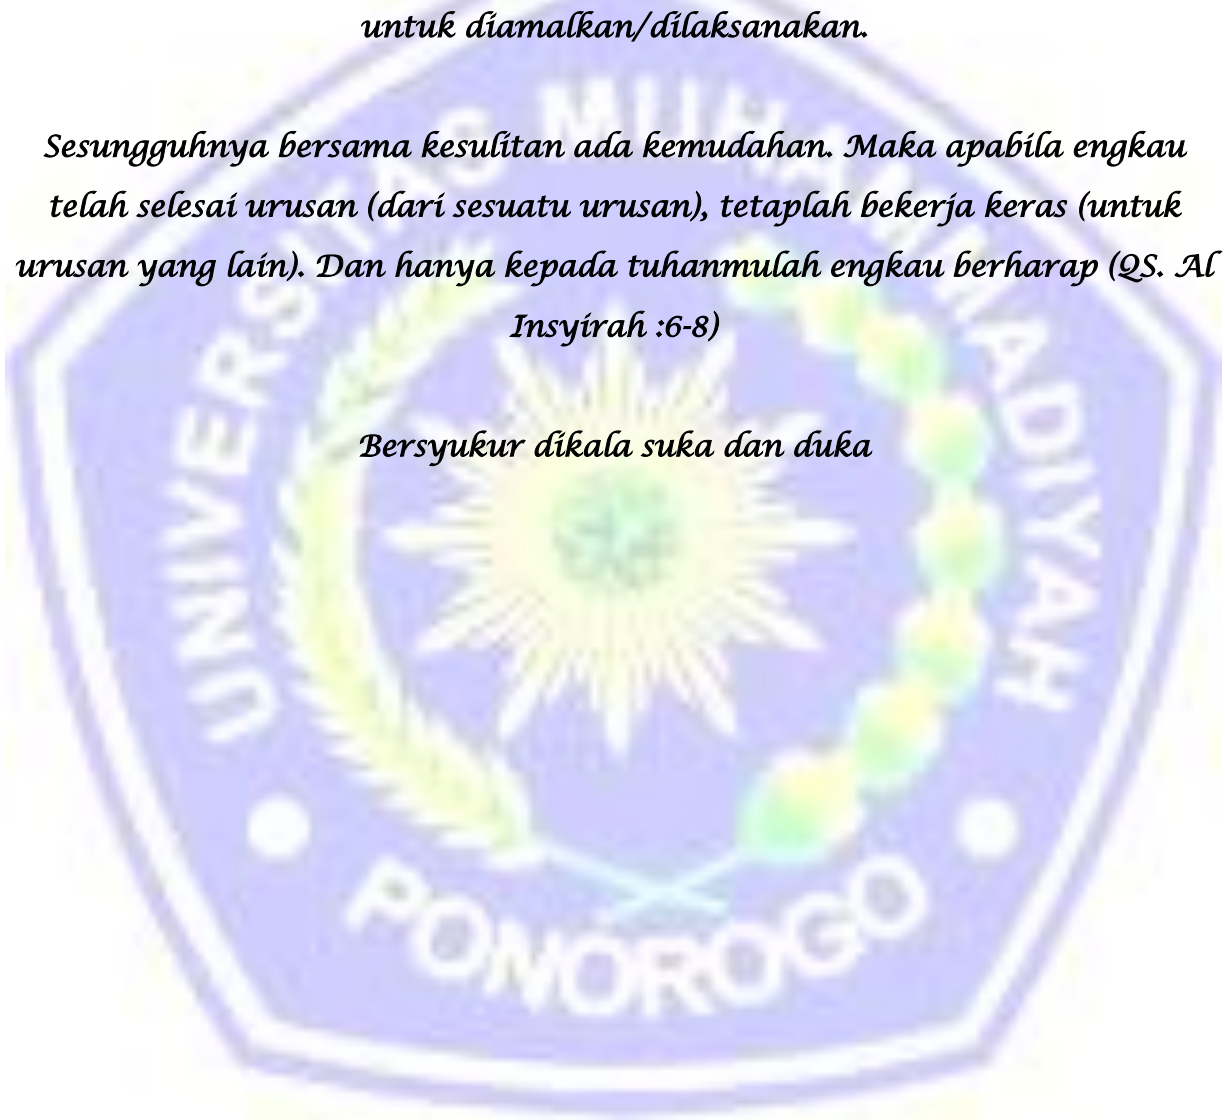 untuk diamalkan/dilaksanakan.
Sesungguhnya bersama kesulitan ada kemudahan. Maka apabila engkau
telah selesai urusan (dari sesuatu urusan), tetaplah bekerja keras (untuk
urusan yang lain). Dan hanya kepada tuhanmulah engkau berharap (QS. Al
Insyirah :6-8)
Bersyukur dikala suka dan duka
UNIVERSITAS MUHAMMADIYAH
PONOROGO